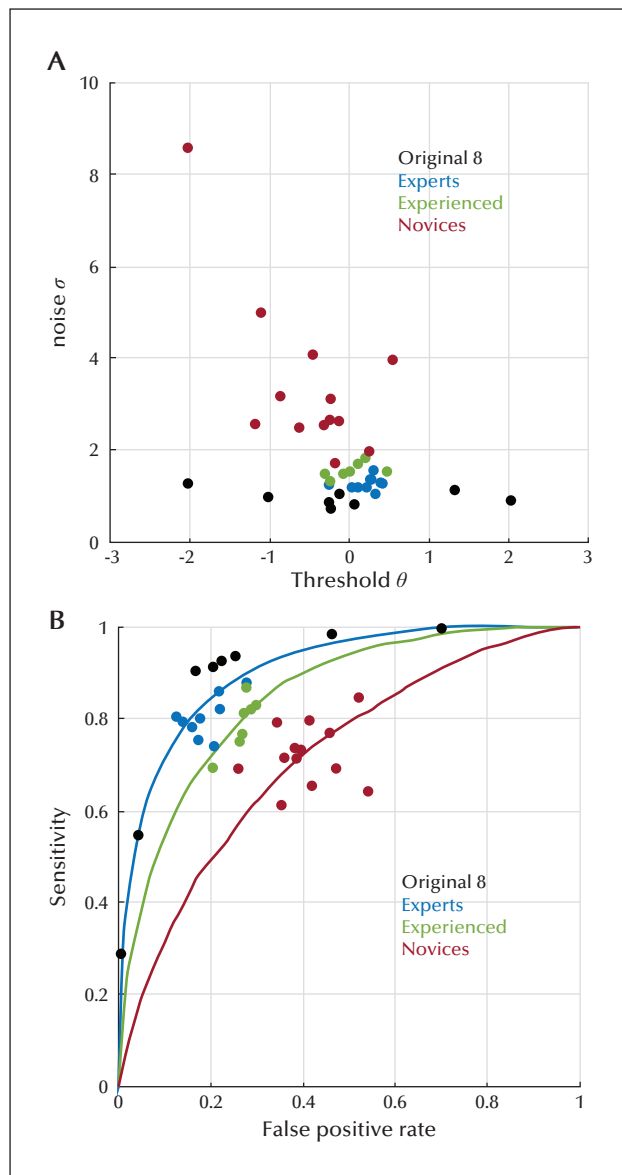 A
10
8
6
4
2
0
noise σ
Original 8
Experts
Experienced
Novices
-3 -2 -1 0 1 2 3
Threshold θ
B
1
0.8
0.6
0.4
0.2
0
Sensitivity
Original 8
Experts
Experienced
Novices
0 0.2 0.4 0.6 0.8 1
False positive rate